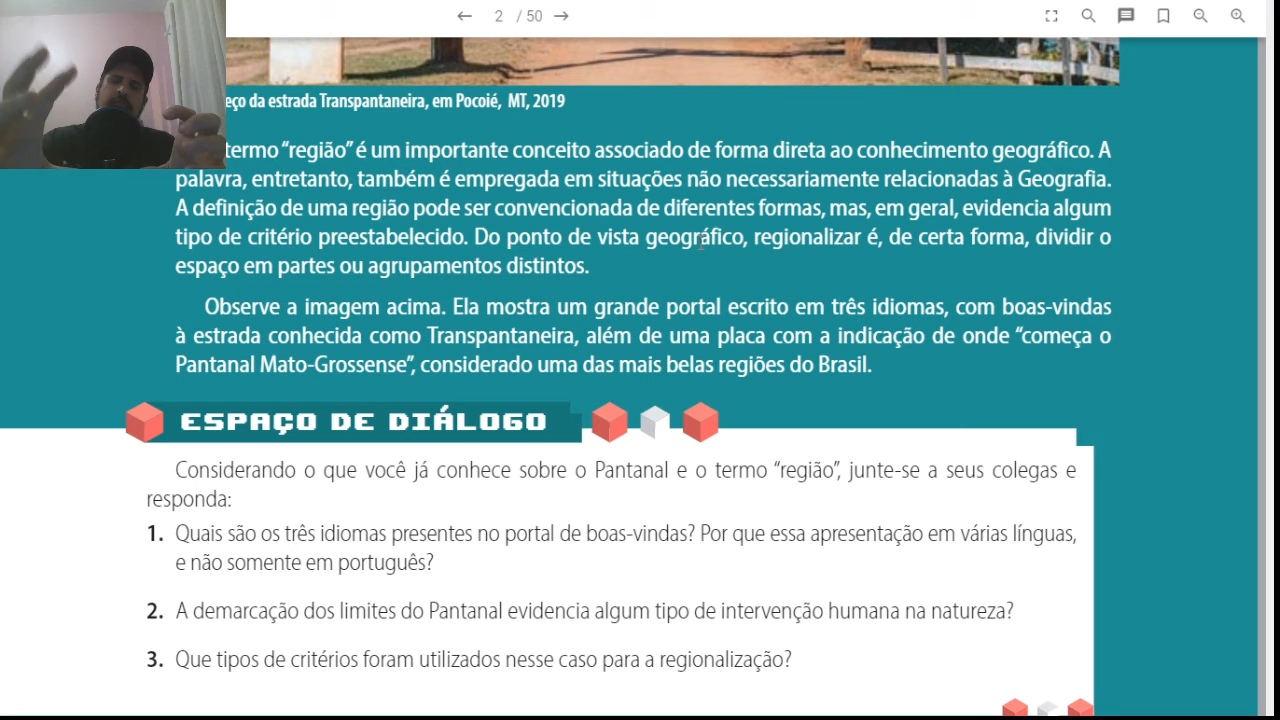 2 / 50
eço da estrada Transpantaneira, em Pocoié, MT, 2019
termo “região” é um importante conceito associado de forma direta ao conhecimento geográfico. A
palavra, entretanto, também é empregada em situações não necessariamente relacionadas à Geografia.
A definição de uma região pode ser convencionada de diferentes formas, mas, em geral, evidencia algum
tipo de critério preestabelecido. Do ponto de vista geográfico, regionalizar é, de certa forma, dividir o
espaço em partes ou agrupamentos distintos.
Observe a imagem acima. Ela mostra um grande portal escrito em três idiomas, com boas-vindas
à estrada conhecida como Transpantaneira, além de uma placa com a indicação de onde “começa o
Pantanal Mato-Grossense”, considerado uma das mais belas regiões do Brasil.
ESPAÇO DE DIÁLOGO
Considerando o que você já conhece sobre o Pantanal e o termo “região”, junte-se a seus colegas e
responda:
1. Quais são os três idiomas presentes no portal de boas-vindas? Por que essa apresentação em várias línguas,
e não somente em português?
2. A demarcação dos limites do Pantanal evidencia algum tipo de intervenção humana na natureza?
3. Que tipos de critérios foram utilizados nesse caso para a regionalização?